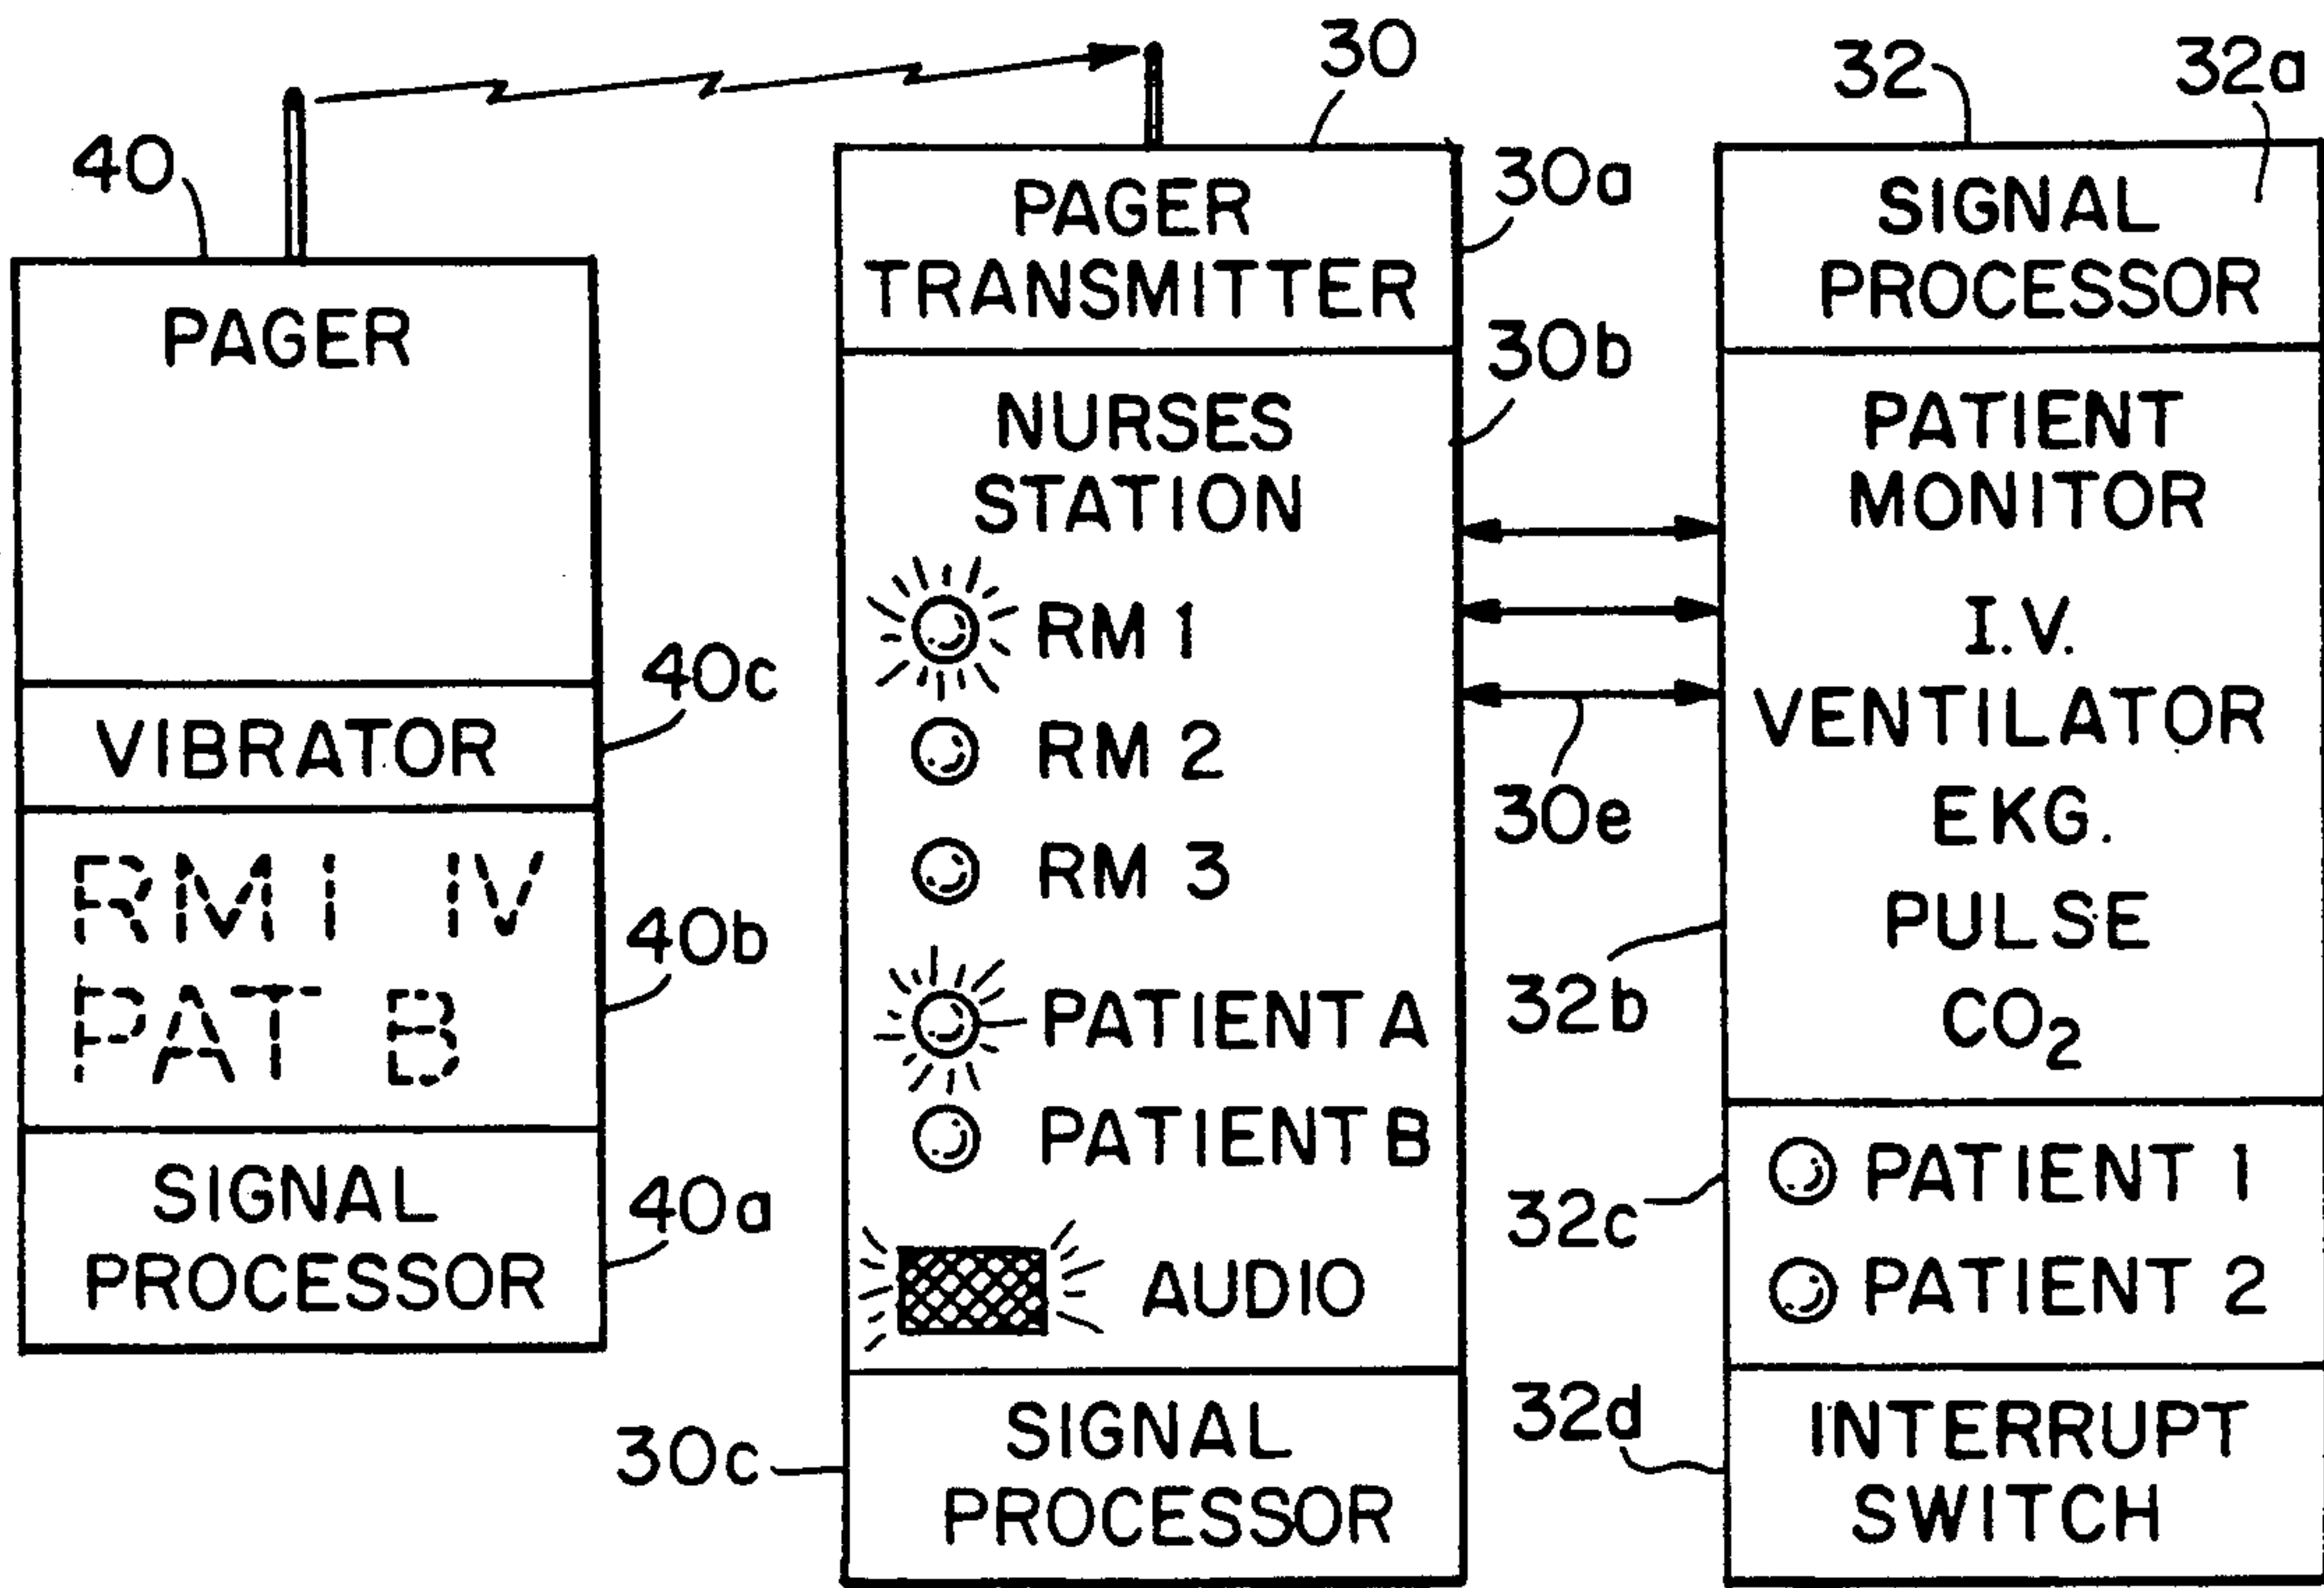 40
PAGER
40c
VIBRATOR
RM 1 IV
PAT B
40b
SIGNAL
PROCESSOR
40a
30
PAGER
TRANSMITTER
30a
30b
NURSES
STATION
RM 1
RM 2
RM 3
PATIENT A
PATIENT B
AUDIO
30c
SIGNAL
PROCESSOR
30e
32
32a
SIGNAL
PROCESSOR
PATIENT
MONITOR
I.V.
VENTILATOR
EKG.
PULSE
CO₂
32b
32c
PATIENT 1
PATIENT 2
32d
INTERRUPT
SWITCH